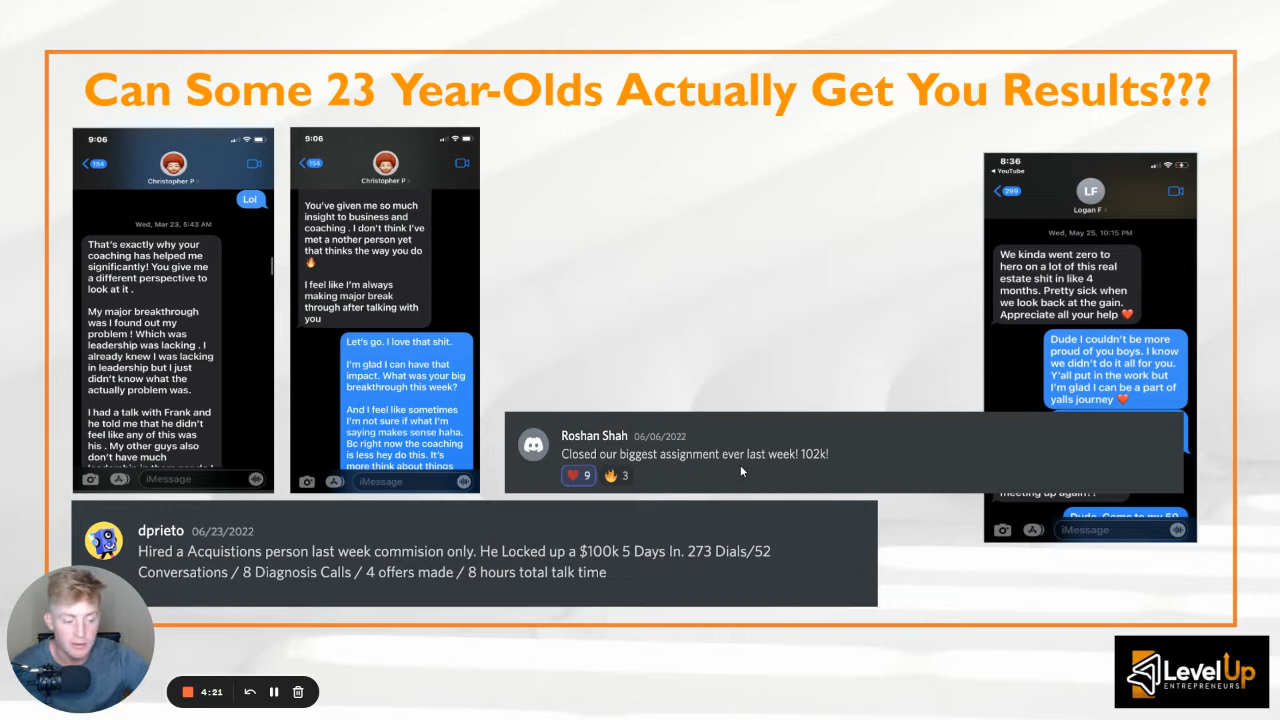 Can Some 23 Year-Olds Actually Get You Results???
9:06
154
Christopher P
Lol
Wed, Mar 23, 5:43 AM
That's exactly why your
coaching has helped me
significantly! You give me
a different perspective to
look at it .
My major breakthrough
was I found out my
problem ! Which was
leadership was lacking . I
already knew I was lacking
in leadership but I just
didn't know what the
actually problem was.
I had a talk with Frank and
he told me that he didn't
feel like any of this was
his . My other guys also
don't have much
iMessage
9:06
154
Christopher P
You've given me so much
insight to business and
coaching . I don't think I've
met a nother person yet
that thinks the way you do
🔥
I feel like I'm always
making major break
through after talking with
you
Let's go. I love that shit.
I'm glad I can have that
impact. What was your big
breakthrough this week?
And I feel like sometimes
I'm not sure if what I'm
saying makes sense haha.
Bc right now the coaching
is less hey do this. It's
more think about things
iMessage
8:36
YouTube
299
LF
Logan F
Wed, May 25, 10:15 PM
We kinda went zero to
hero on a lot of this real
estate shit in like 4
months. Pretty sick when
we look back at the gain.
Appreciate all your help ❤️
Dude I couldn't be more
proud of you boys. I know
we didn't do it all for you.
Y'all put in the work but
I'm glad I can be a part of
yalls journey ❤️
meeting up again??
iMessage
Roshan Shah 06/06/2022
Closed our biggest assignment ever last week! 102k!
❤️ 9 🔥 3
dprieto 06/23/2022
Hired a Acquistions person last week commision only. He Locked up a $100k 5 Days In. 273 Dials/52
Conversations / 8 Diagnosis Calls / 4 offers made / 8 hours total talk time
4:21
LevelUp
ENTREPRENEURS